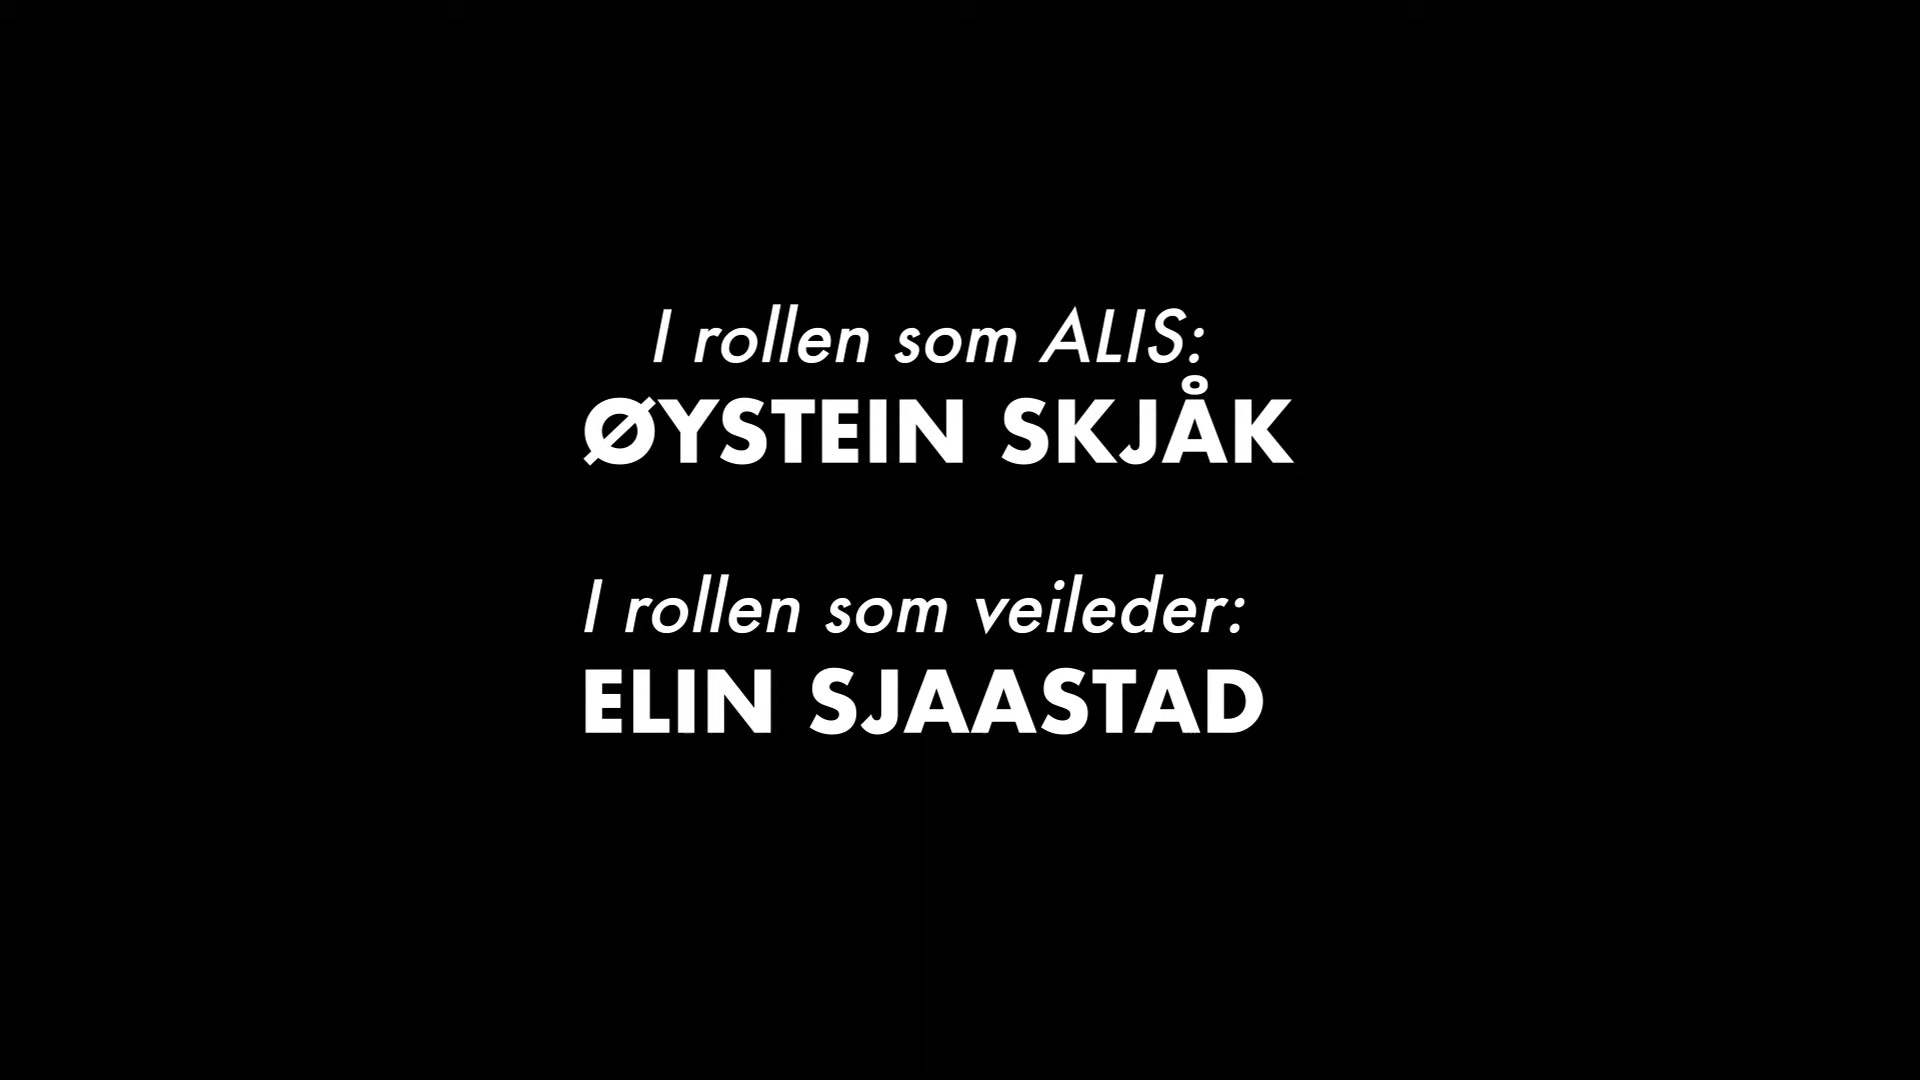 I rollen som ALIS:
ØYSTEIN SKJÅK
I rollen som veileder:
ELIN SJAASTAD